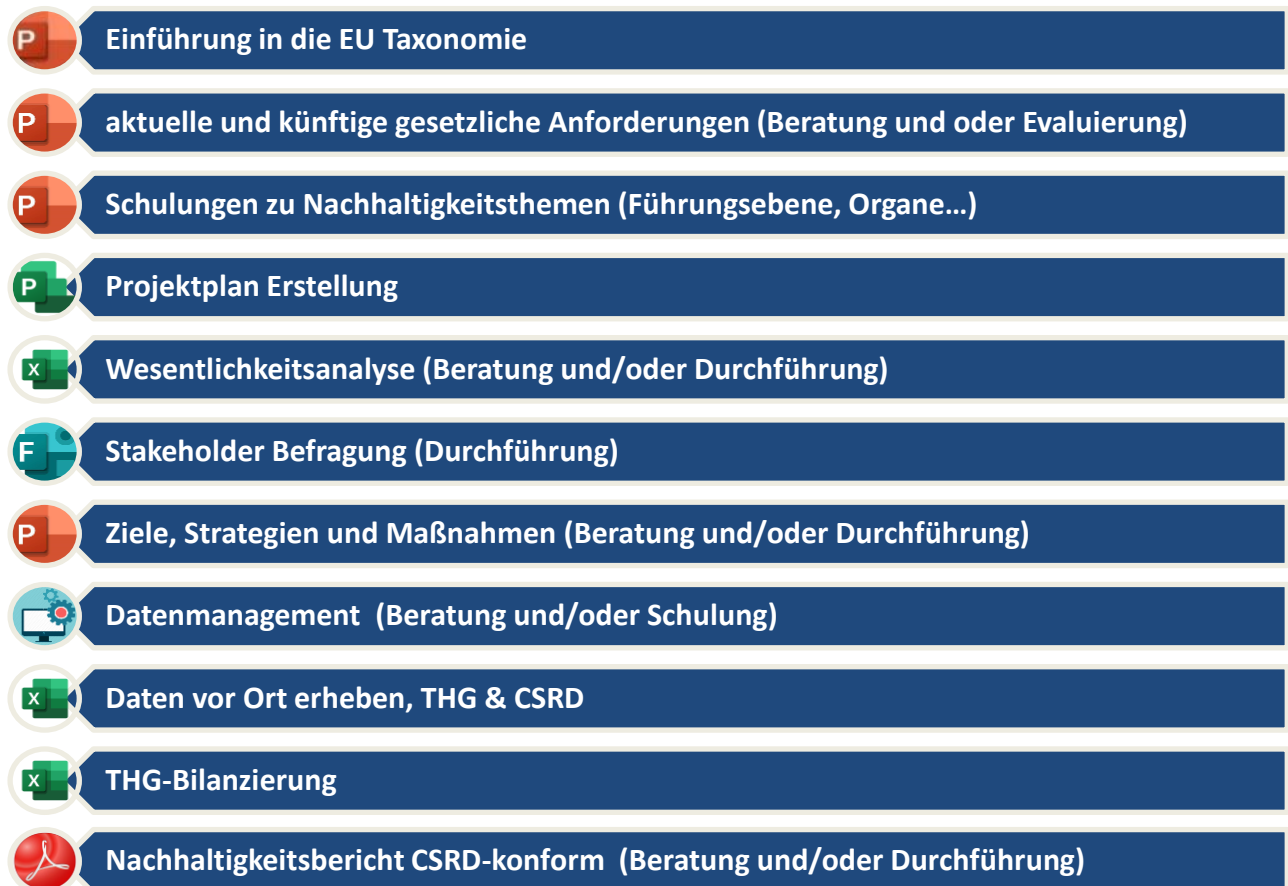 P Einführung in die EU Taxonomie
P aktuelle und künftige gesetzliche Anforderungen (Beratung und oder Evaluierung)
P Schulungen zu Nachhaltigkeitsthemen (Führungsebene, Organe…)
P Projektplan Erstellung
X Wesentlichkeitsanalyse (Beratung und/oder Durchführung)
F Stakeholder Befragung (Durchführung)
P Ziele, Strategien und Maßnahmen (Beratung und/oder Durchführung)
Datenmanagement (Beratung und/oder Schulung)
X Daten vor Ort erheben, THG & CSRD
X THG-Bilanzierung
Nachhaltigkeitsbericht CSRD-konform (Beratung und/oder Durchführung)